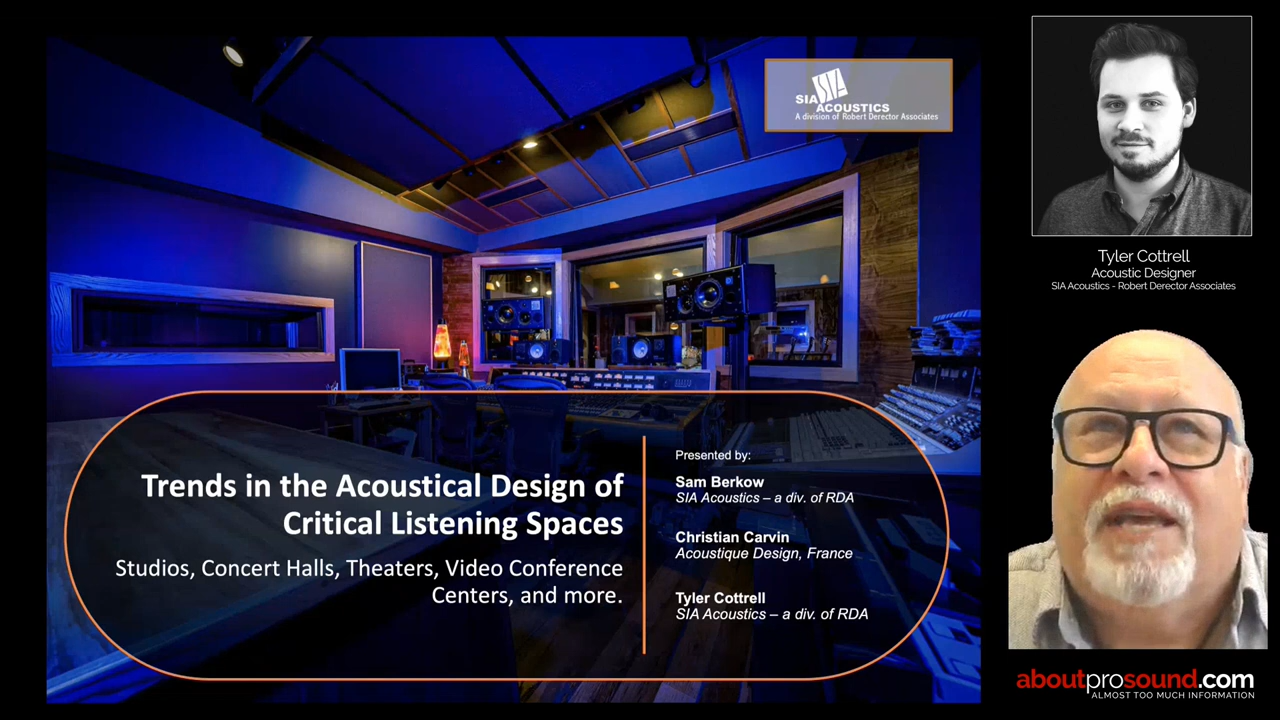 SIA
ACOUSTICS
A division of Robert Derector Associates
Trends in the Acoustical Design of
Critical Listening Spaces
Studios, Concert Halls, Theaters, Video Conference
Centers, and more.
Presented by:
Sam Berkow
SIA Acoustics – a div. of RDA
Christian Carvin
Acoustique Design, France
Tyler Cottrell
SIA Acoustics – a div. of RDA
Tyler Cottrell
Acoustic Designer
SIA Acoustics - Robert Derector Associates
aboutprosound.com
ALMOST TOO MUCH INFORMATION